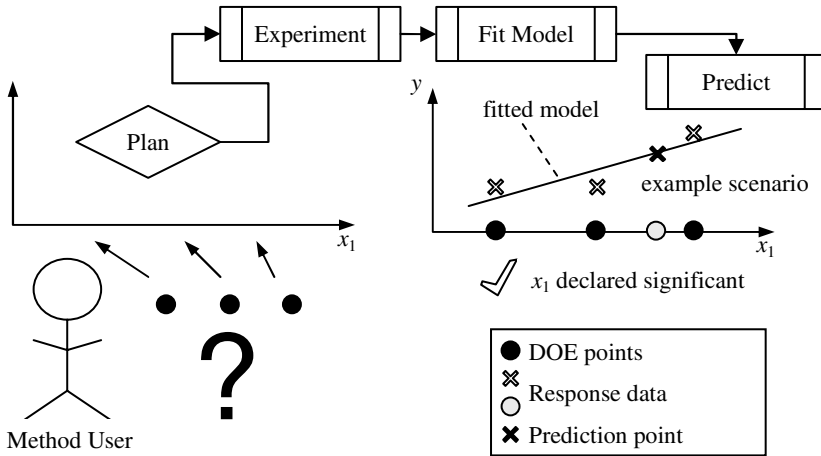 Experiment
Fit Model
Predict
Plan
x1
y
fitted model
example scenario
x1
x1 declared significant
?
Method User
DOE points
Response data
Prediction point